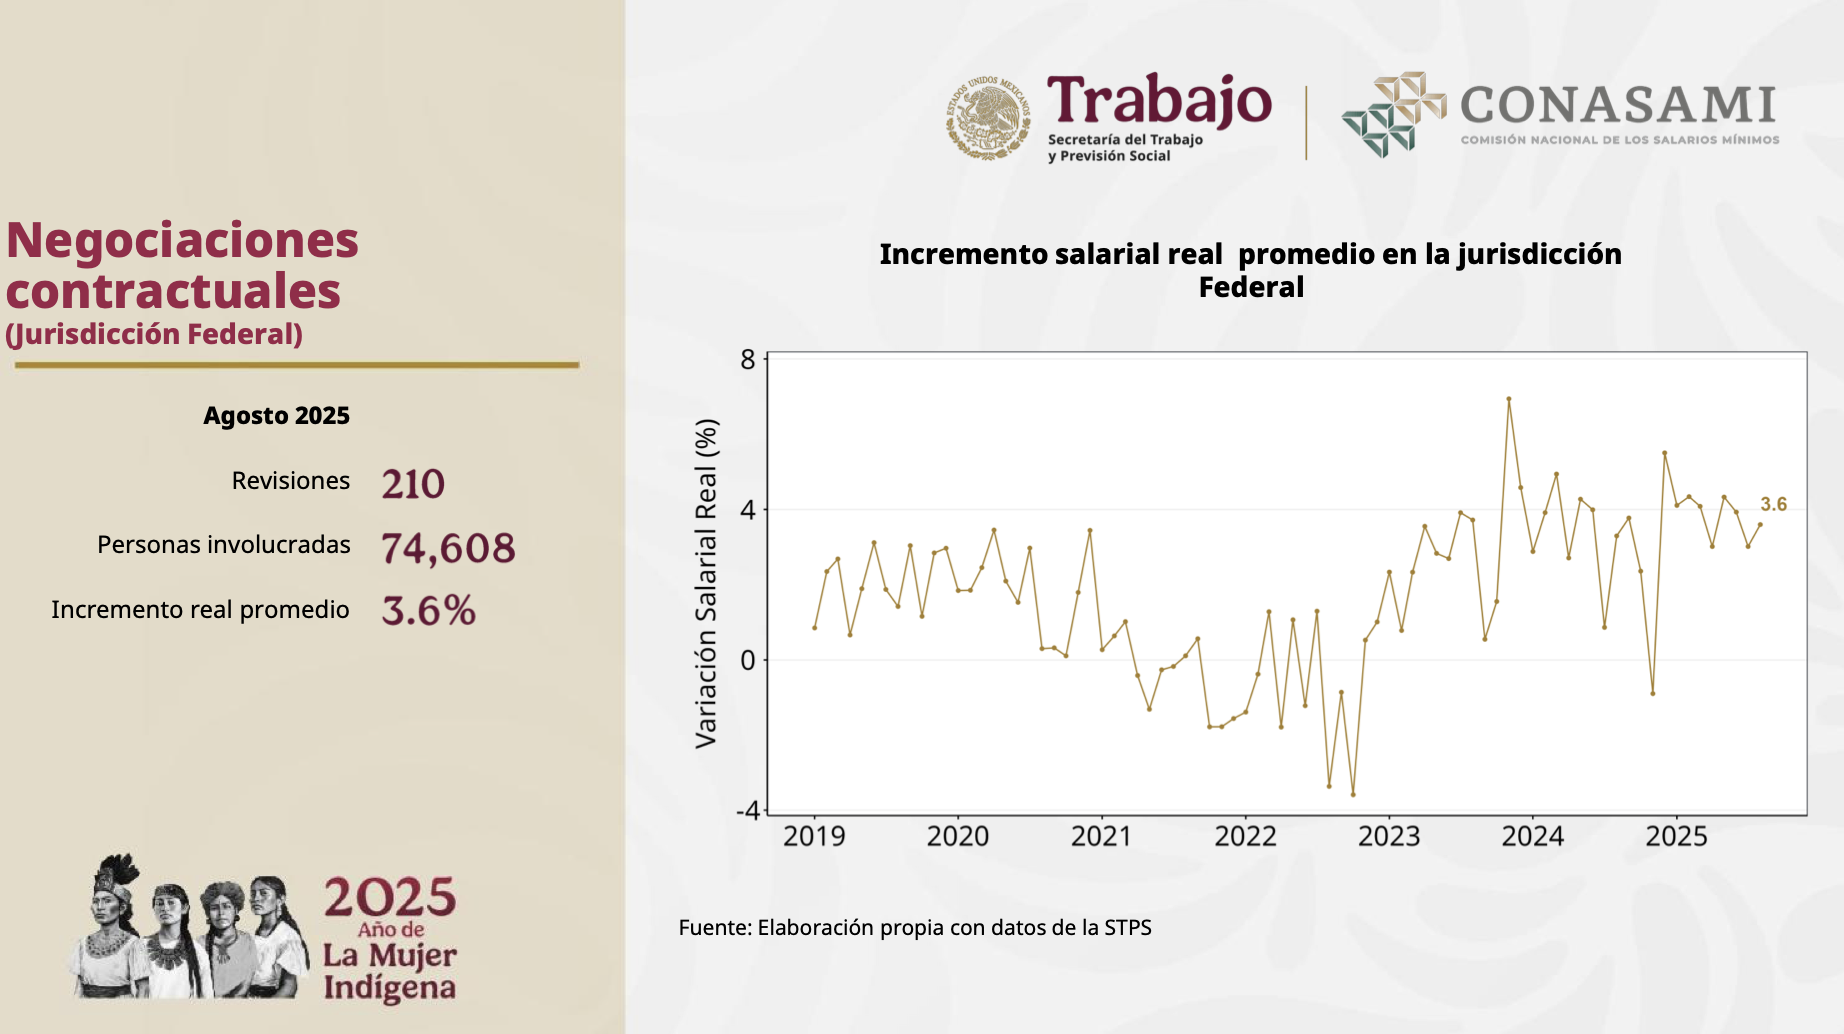 Negociaciones
contractuales
(Jurisdicción Federal)
Agosto 2025
Revisiones 210
Personas involucradas 74,608
Incremento real promedio 3.6%
2025
Año de
La Mujer
Indígena
ESTADOS UNIDOS MEXICANOS
Trabajo
Secretaría del Trabajo
y Previsión Social
CONASAMI
COMISIÓN NACIONAL DE LOS SALARIOS MÍNIMOS
Incremento salarial real  promedio en la jurisdicción
Federal
Variación Salarial Real (%)
8
4
0
-4
3.6
2019 2020 2021 2022 2023 2024 2025
Fuente: Elaboración propia con datos de la STPS